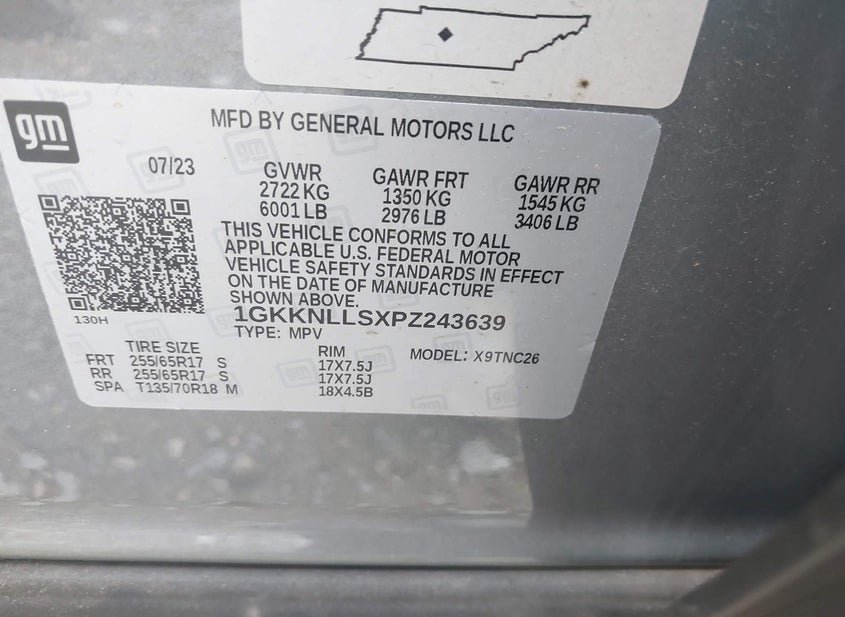 gm
MFD BY GENERAL MOTORS LLC
07/23
GVWR
2722 KG
6001 LB
GAWR FRT
1350 KG
2976 LB
GAWR RR
1545 KG
3406 LB
THIS VEHICLE CONFORMS TO ALL
APPLICABLE U.S. FEDERAL MOTOR
VEHICLE SAFETY STANDARDS IN EFFECT
ON THE DATE OF MANUFACTURE
SHOWN ABOVE.
1GKKNLLSXPZ243639
TYPE: MPV
130H
TIRE SIZE
FRT 255/65R17 S
RR 255/65R17 S
SPA T135/70R18 M
RIM
17X7.5J
17X7.5J
18X4.5B
MODEL: X9TNC26